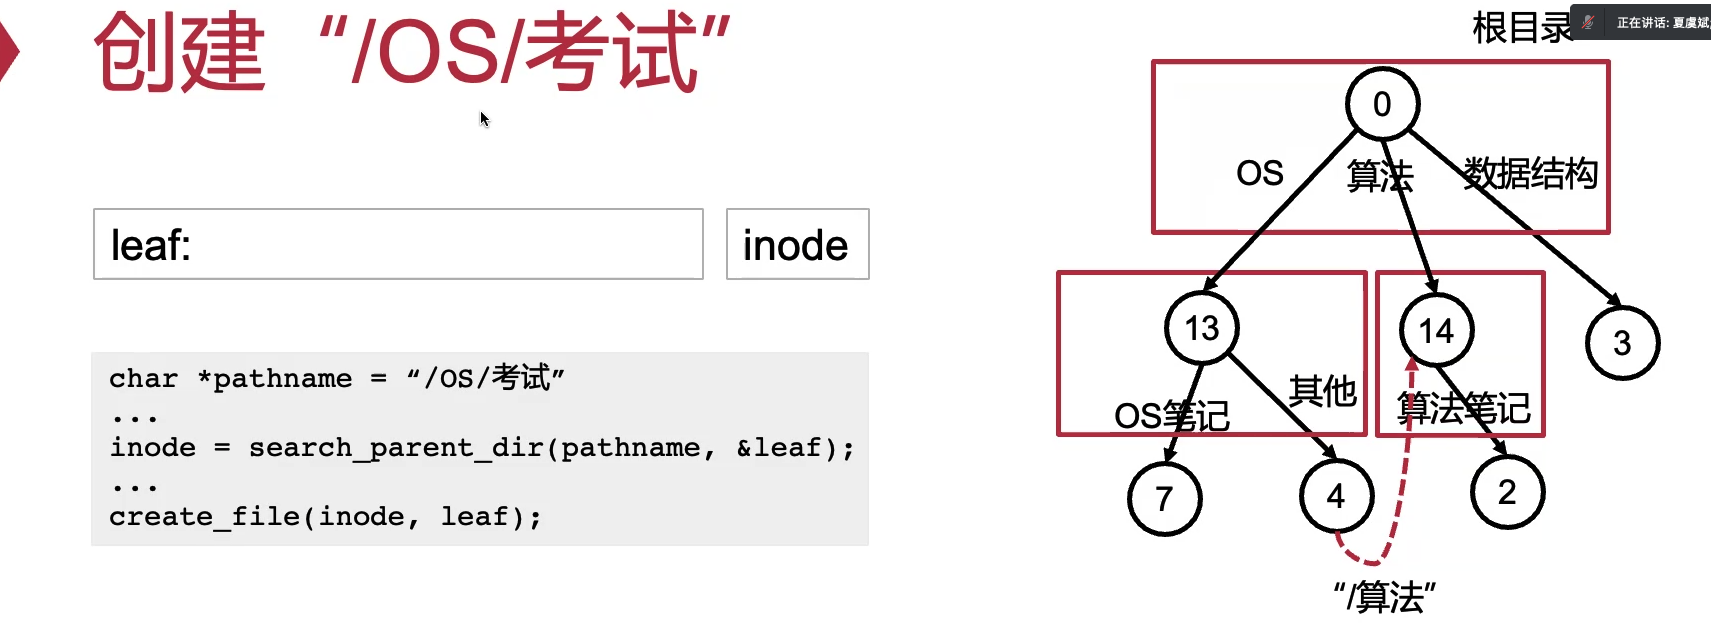 创建 “/OS/考试”
leaf:
inode
char *pathname = “/OS/考试”
...
inode = search_parent_dir(pathname, &leaf);
...
create_file(inode, leaf);
根目录
正在讲话: 夏虞斌
0
OS
算法
数据结构
13
14
3
OS笔记
其他
算法笔记
7
4
2
“/算法”